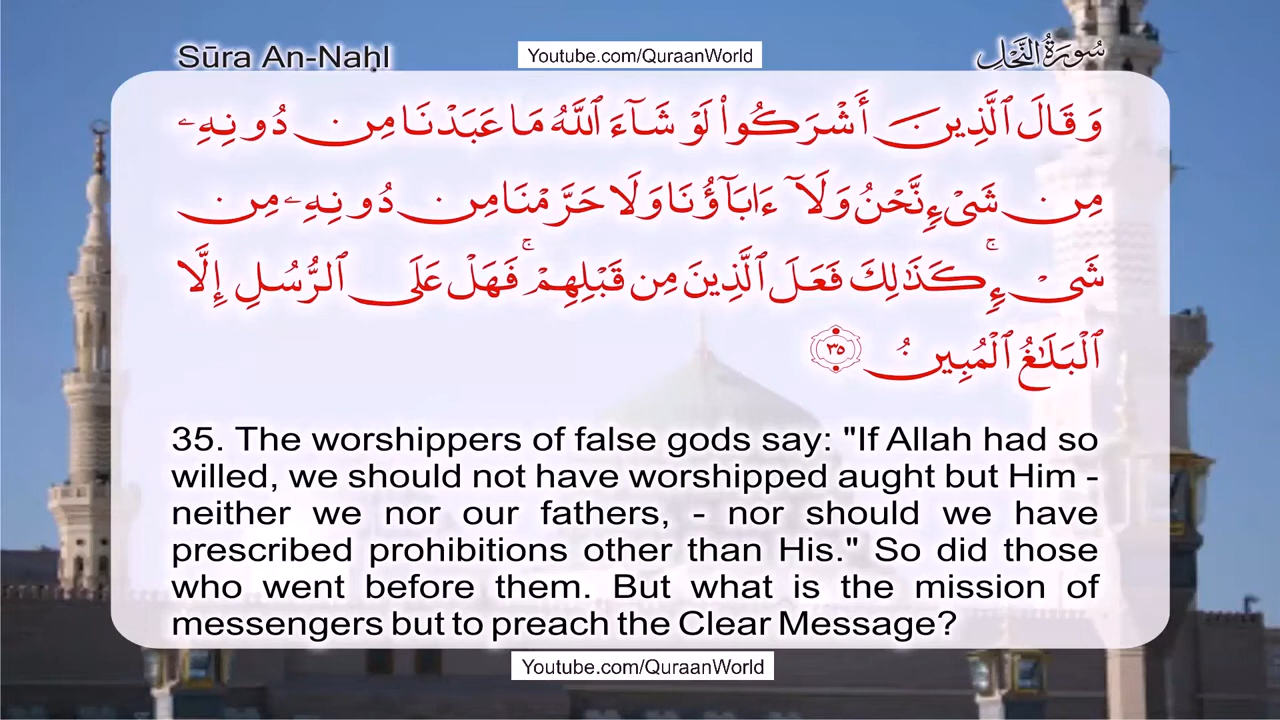 Sūra An-Naḥl
Youtube.com/QuraanWorld
سُورَةُ النَّحْلِ
وَقَالَ ٱلَّذِينَ أَشْرَكُوا۟ لَوْ شَآءَ ٱللَّهُ مَا عَبَدْنَا مِن دُونِهِۦ
مِن شَىْءٍ نَّحْنُ وَلَآ ءَابَآؤُنَا وَلَا حَرَّمْنَا مِن دُونِهِۦ مِن
شَىْءٍ ۚ كَذَٰلِكَ فَعَلَ ٱلَّذِينَ مِن قَبْلِهِمْ ۚ فَهَلْ عَلَى ٱلرُّسُلِ إِلَّا
ٱلْبَلَٰغُ ٱلْمُبِينُ ٣٥
35. The worshippers of false gods say: "If Allah had so
willed, we should not have worshipped aught but Him -
neither we nor our fathers, - nor should we have
prescribed prohibitions other than His." So did those
who went before them. But what is the mission of
messengers but to preach the Clear Message?
Youtube.com/QuraanWorld